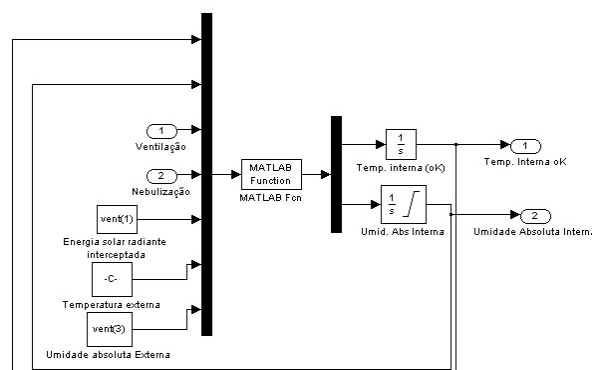 1
Ventilação
2
Nebulização
vent(1)
Energia solar radiante
interceptada
-C-
Temperatura externa
vent(3)
Umidade absoluta Externa
MATLAB
Function
MATLAB Fcn
1
s
Temp. interna (oK)
1
s
Umid. Abs Interna
1
Temp. Interna oK
2
Umidade Absoluta Intern.